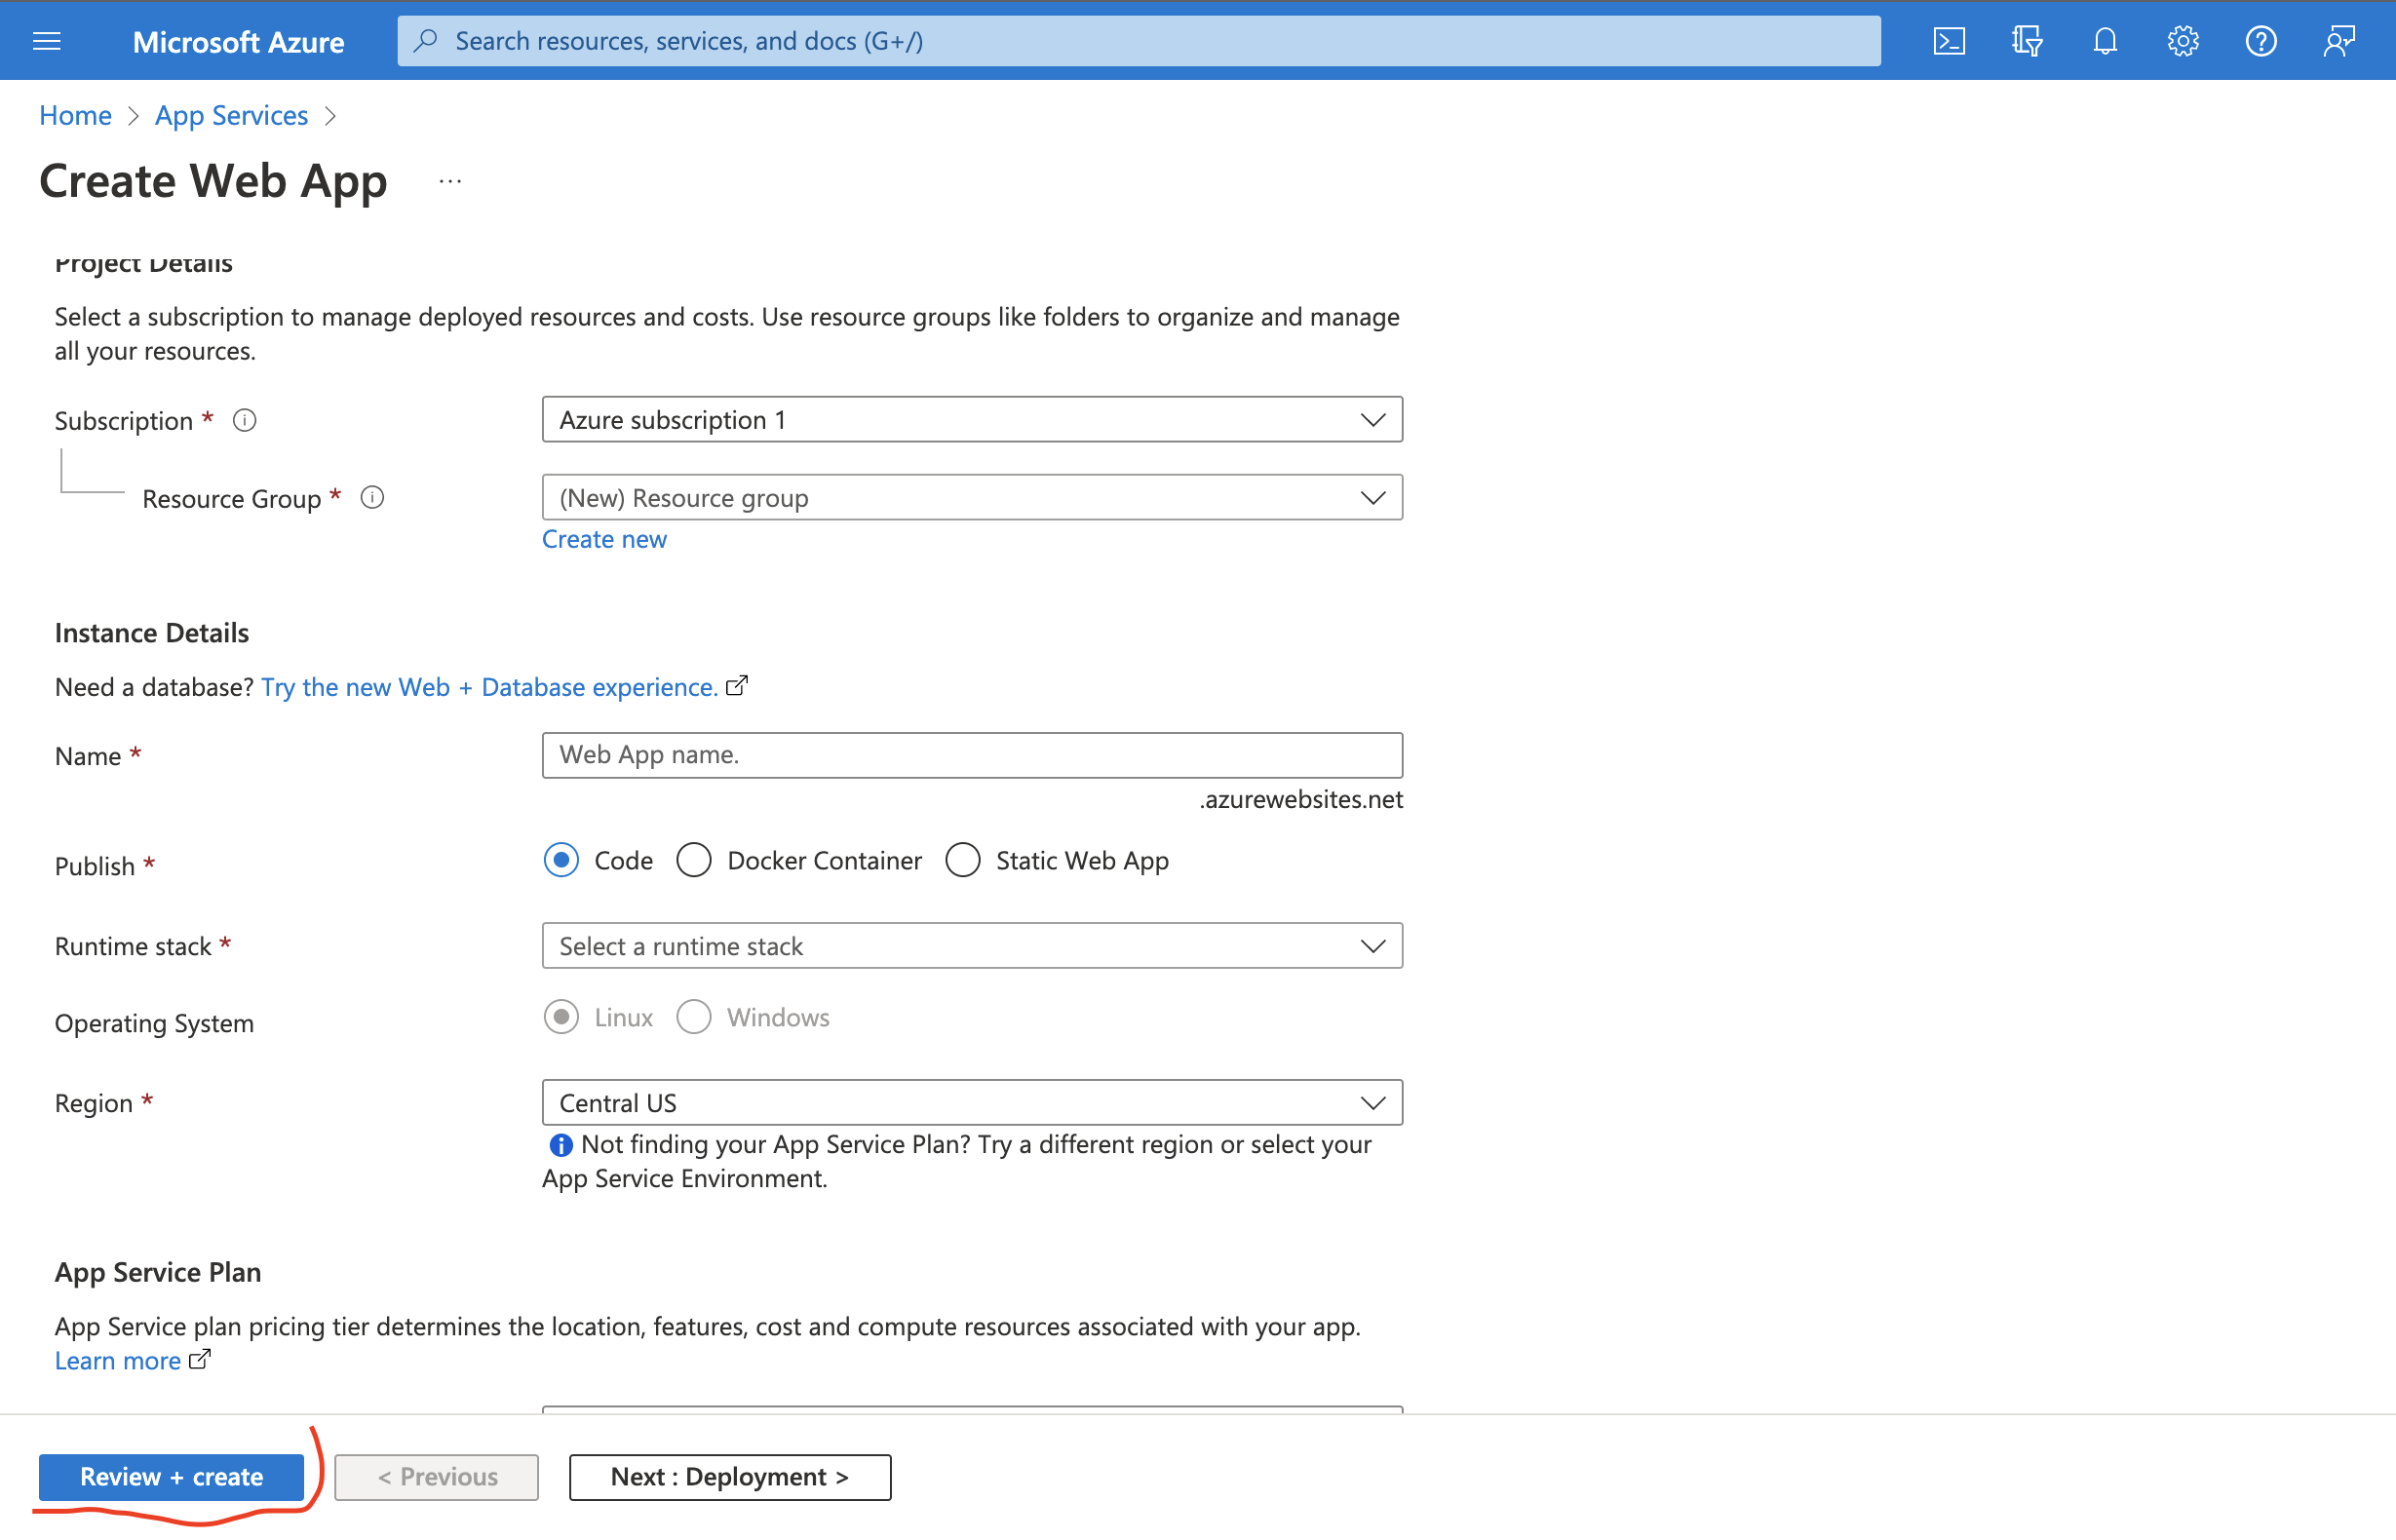 Microsoft Azure
Search resources, services, and docs (G+/)
Home > App Services >
Create Web App ...
Project Details
Select a subscription to manage deployed resources and costs. Use resource groups like folders to organize and manage
all your resources.
Subscription *
Azure subscription 1
Resource Group *
(New) Resource group
Create new
Instance Details
Need a database? Try the new Web + Database experience.
Name *
Web App name.
.azurewebsites.net
Publish *
Code
Docker Container
Static Web App
Runtime stack *
Select a runtime stack
Operating System
Linux
Windows
Region *
Central US
Not finding your App Service Plan? Try a different region or select your
App Service Environment.
App Service Plan
App Service plan pricing tier determines the location, features, cost and compute resources associated with your app.
Learn more
Review + create
< Previous
Next : Deployment >